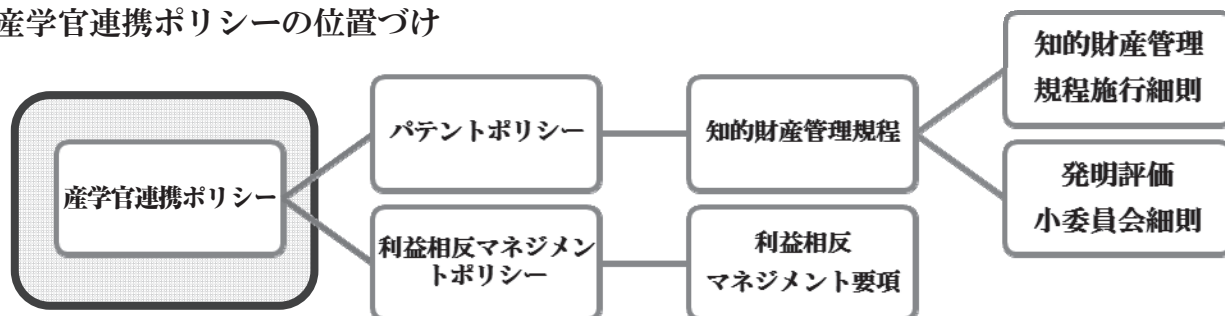 産学官連携ポリシーの位置づけ
産学官連携ポリシー
パテントポリシー
利益相反マネジメン
トポリシー
知的財産管理規程
利益相反
マネジメント要項
知的財産管理
規程施行細則
発明評価
小委員会細則